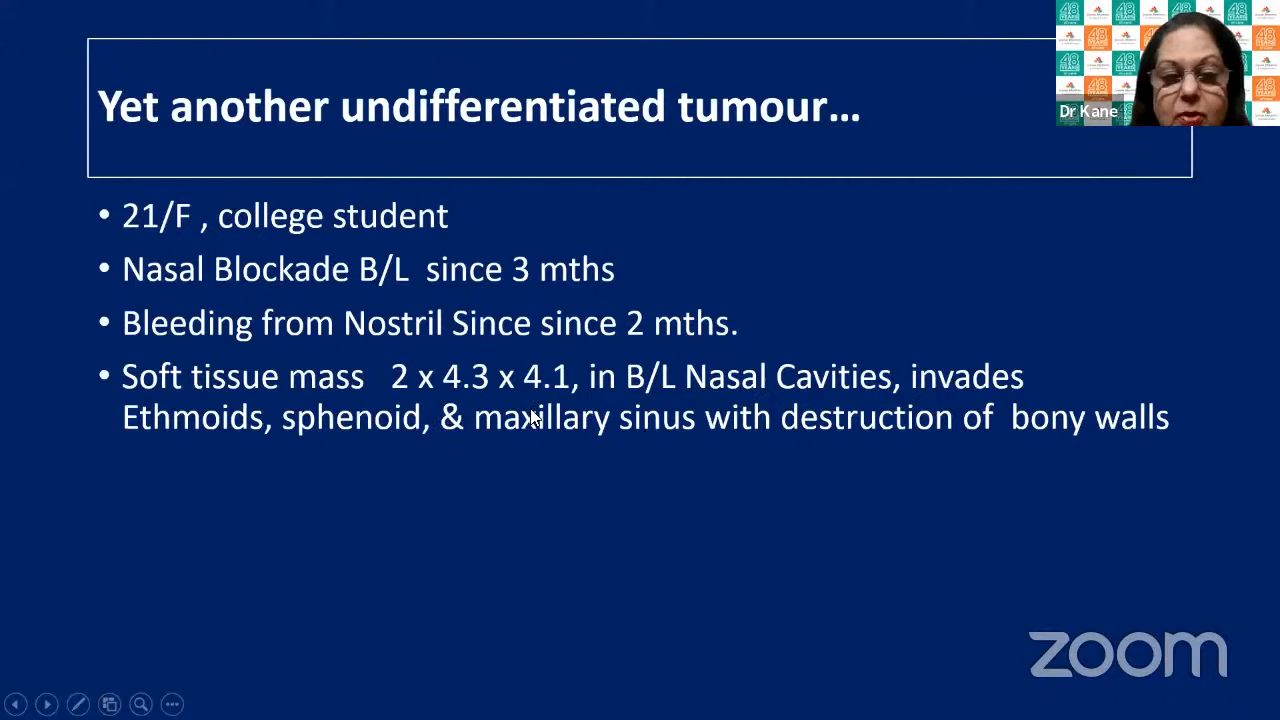 Yet another undifferentiated tumour...
Dr Kane
• 21/F , college student
• Nasal Blockade B/L since 3 mths
• Bleeding from Nostril Since since 2 mths.
• Soft tissue mass 2 x 4.3 x 4.1, in B/L Nasal Cavities, invades
Ethmoids, sphenoid, & maxillary sinus with destruction of bony walls
zoom